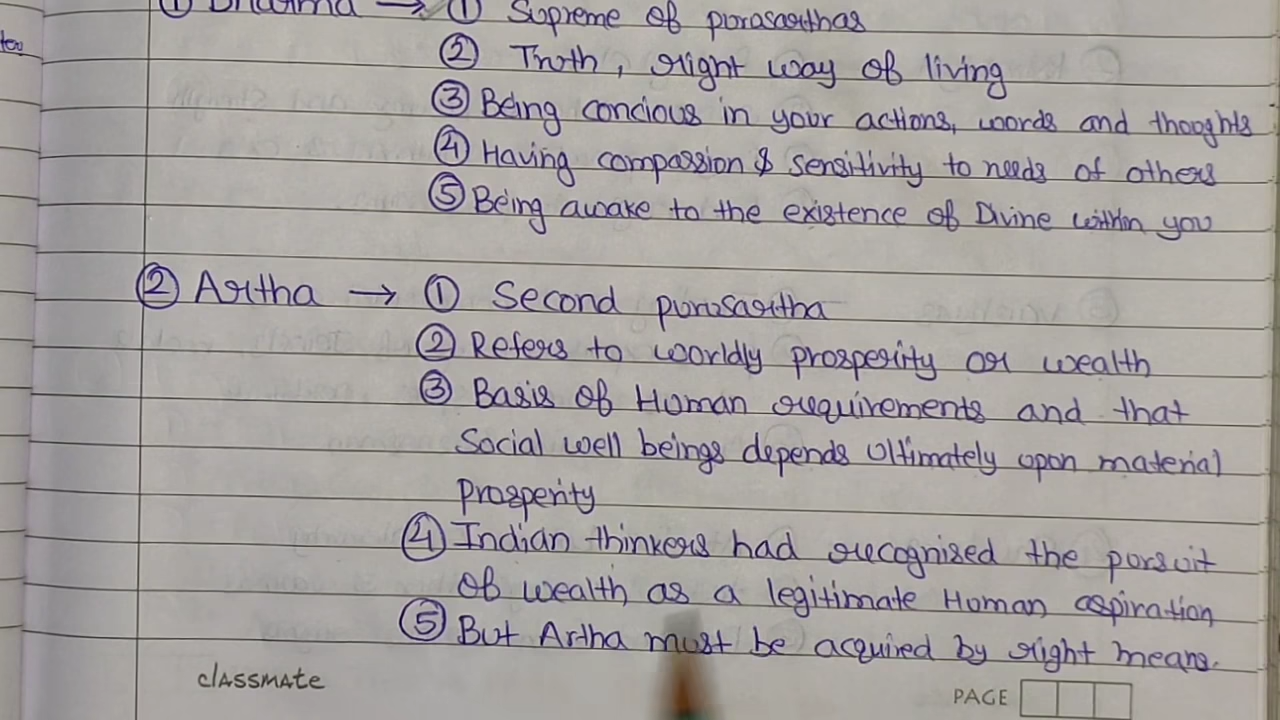 ① Dharma → ① Supreme of purasarthas
② Truth, right way of living
③ Being concious in your actions, words and thoughts
④ Having compassion & sensitivity to needs of others
⑤ Being awake to the existence of Divine within you
② Artha → ① Second purusartha
② Refers to worldly prosperity or wealth
③ Basis of Human requirements and that
Social well beings depends Ultimately upon material
prosperity
④ Indian thinkers had recognised the pursuit
of wealth as a legitimate Human aspiration
⑤ But Artha must be acquired by right means.
classmate
PAGE